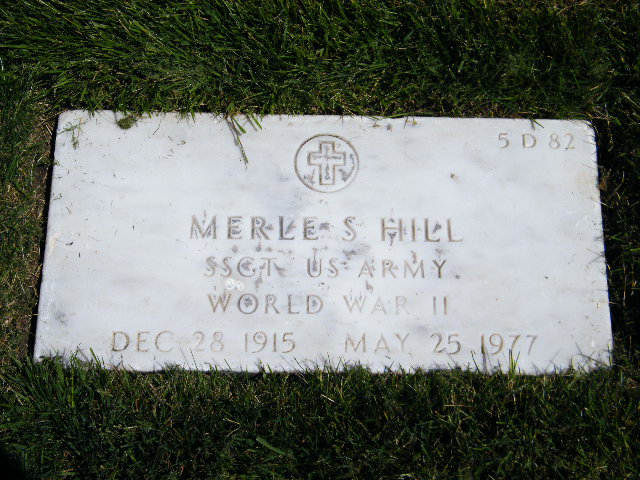 5 D 82
MERLE S HILL
SSGT US ARMY
WORLD WAR II
DEC 28 1915 MAY 25 1977